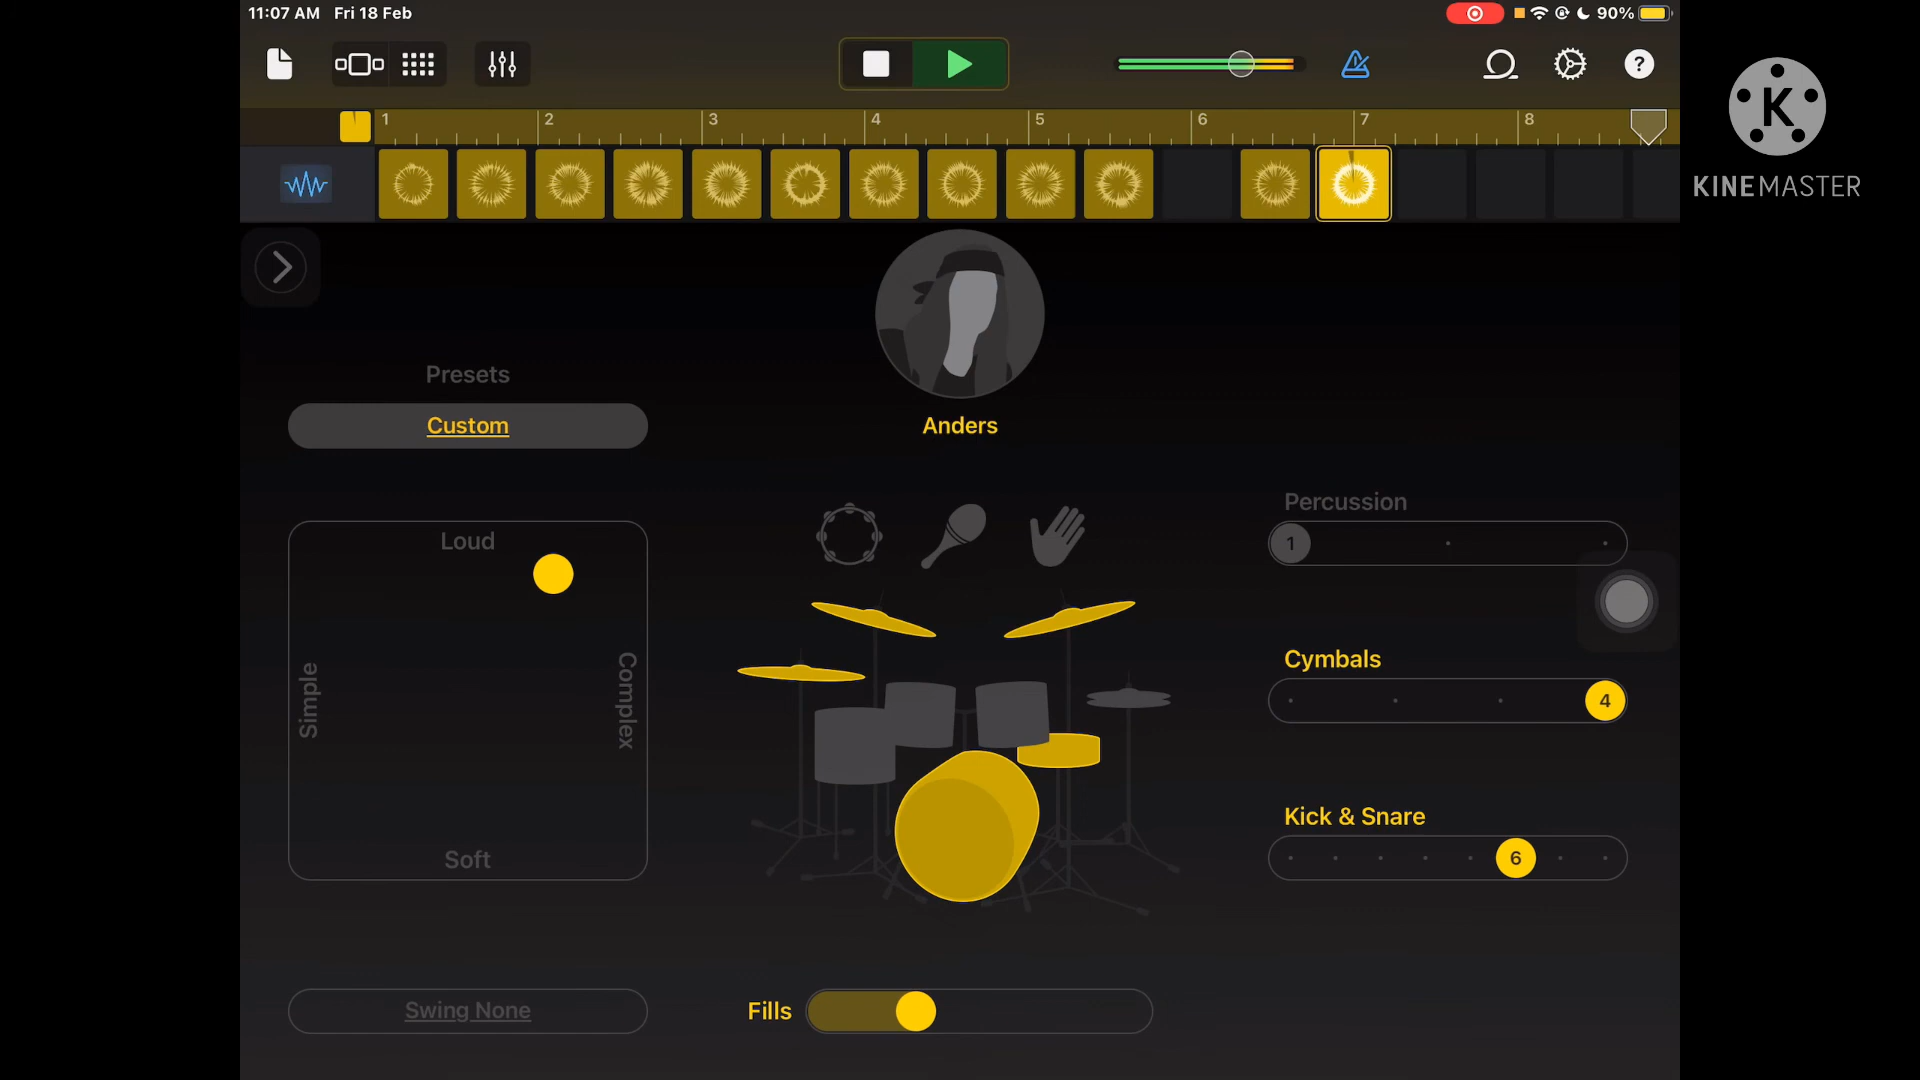 11:07 AM Fri 18 Feb
90%
?
1 2 3 4 5 6 7 8
K
KINEMASTER
Presets
Custom
Anders
Loud
Simple
Complex
Soft
Percussion
1
Cymbals
4
Kick & Snare
6
Swing None
Fills